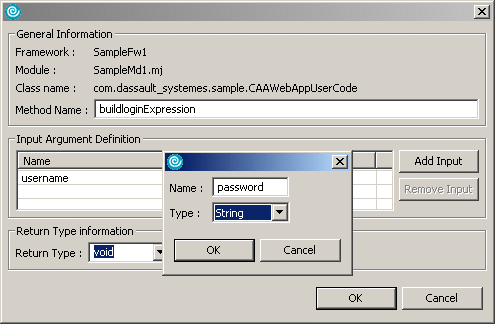 General Information
Framework : SampleFw1
Module : SampleMd1.mj
Class name : com.dassault_systemes.sample.CAAWebAppUserCode
Method Name : buildloginExpression
Input Argument Definition
Name
Add Input
username
Remove Input
Name : password
Type : String
OK Cancel
Return Type information
Return Type : void
OK Cancel